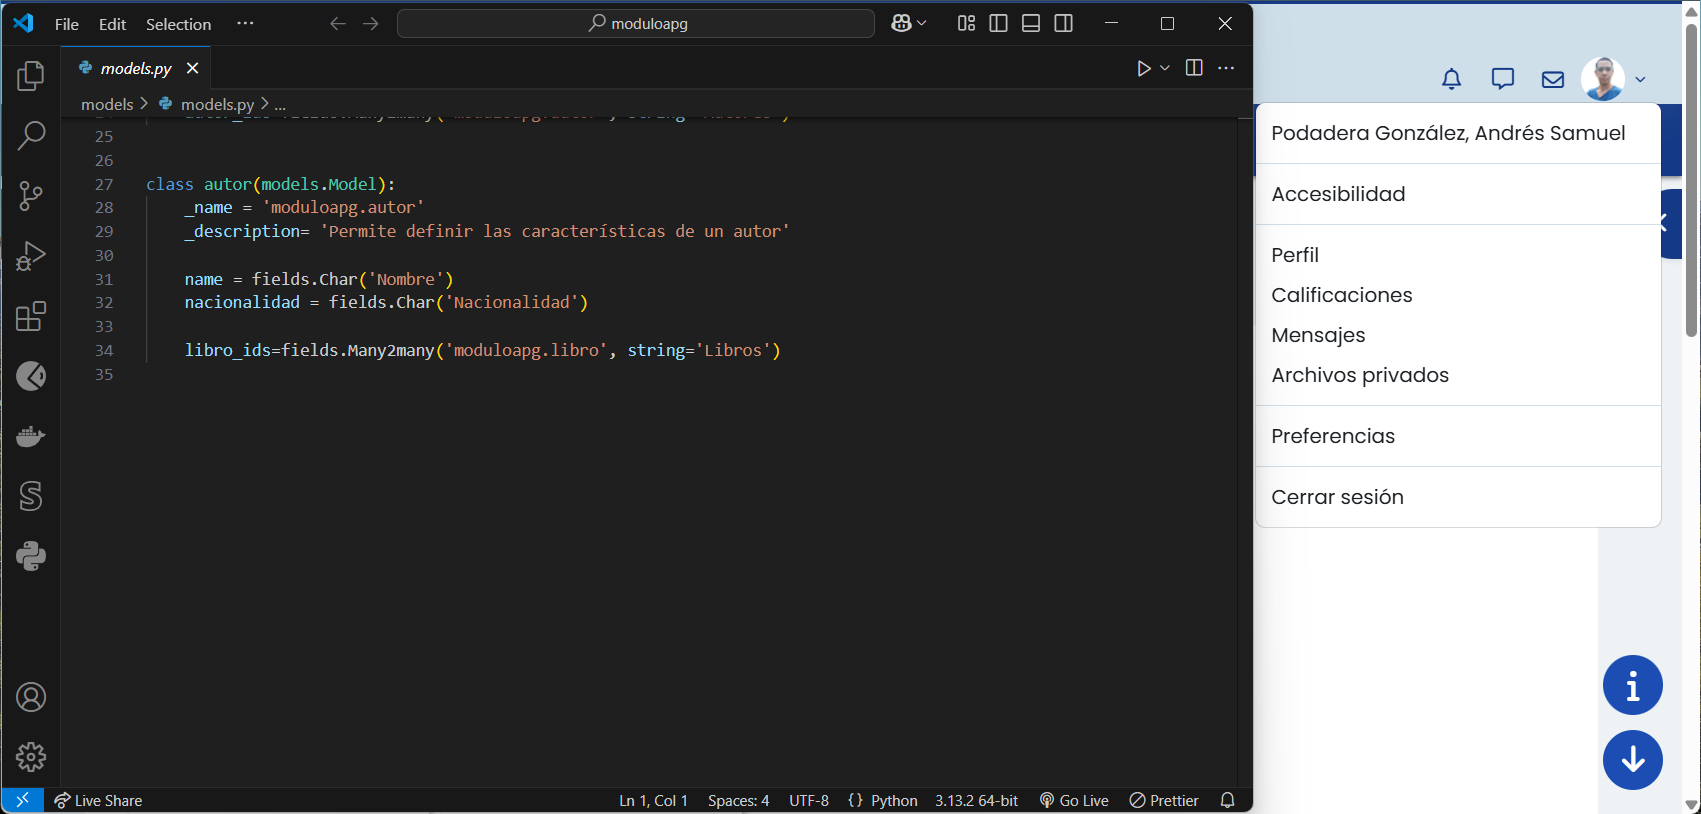 File Edit Selection ···
moduloapg
models.py
models > models.py > ...
25
26
27 class autor(models.Model):
28 _name = 'moduloapg.autor'
29 _description= 'Permite definir las características de un autor'
30
31 name = fields.Char('Nombre')
32 nacionalidad = fields.Char('Nacionalidad')
33
34 libro_ids=fields.Many2many('moduloapg.libro', string='Libros')
35
Live Share Ln 1, Col 1 Spaces: 4 UTF-8 {} Python 3.13.2 64-bit Go Live Prettier
Podadera González, Andrés Samuel
Accesibilidad
Perfil
Calificaciones
Mensajes
Archivos privados
Preferencias
Cerrar sesión